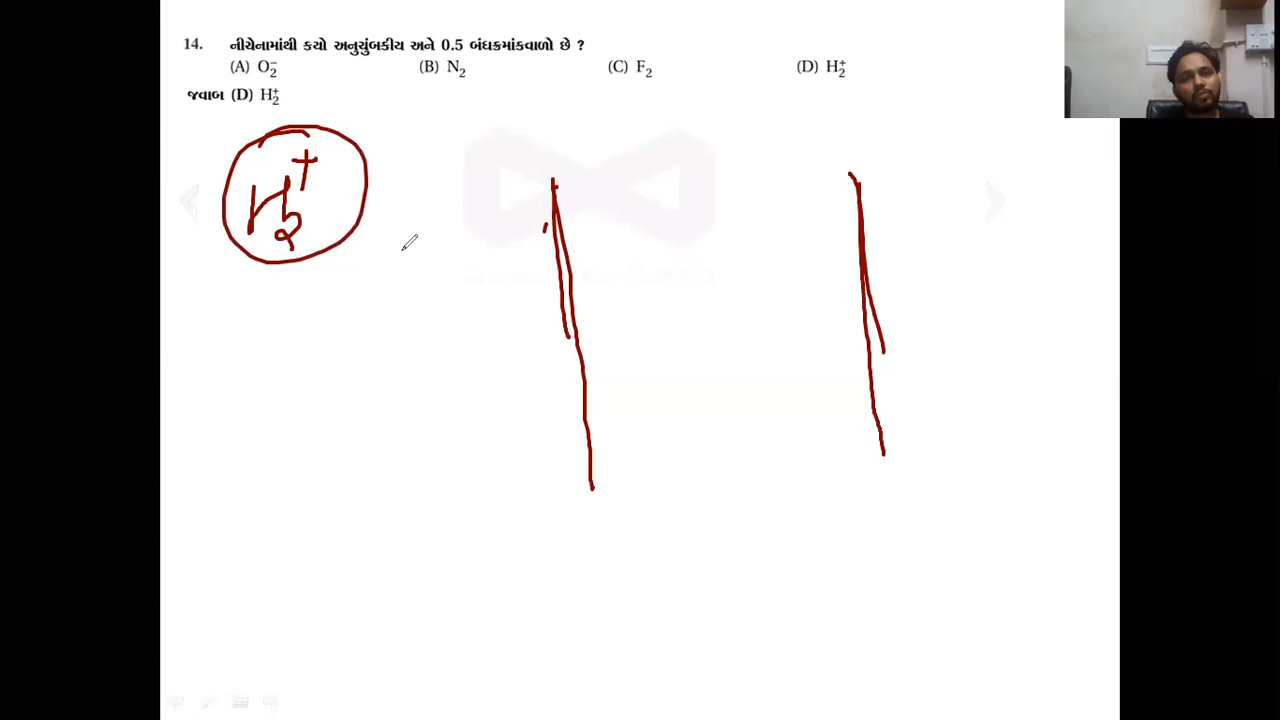 14. નીચેનામાંથી કયો અનુચુંબકીય અને 0.5 બંધક્રમાંકવાળો છે ?
(A) O₂⁻ (B) N₂ (C) F₂ (D) H₂⁺
જવાબ (D) H₂⁺
H₂⁺